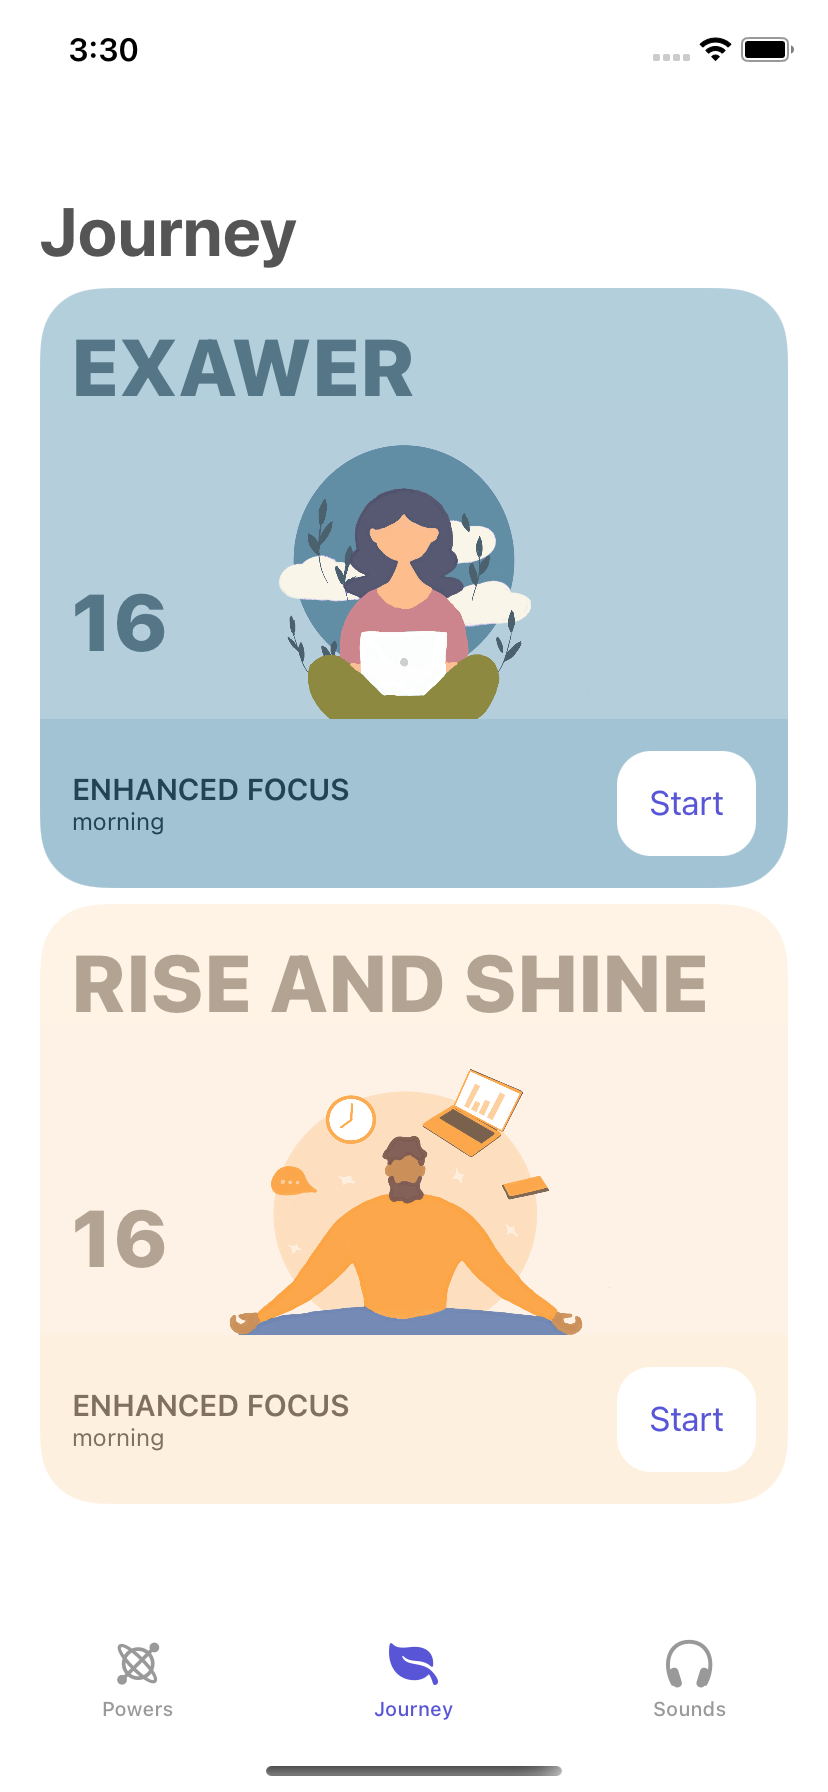 3:30
Journey
EXAWER
16
ENHANCED FOCUS
morning
Start
RISE AND SHINE
16
ENHANCED FOCUS
morning
Start
Powers
Journey
Sounds